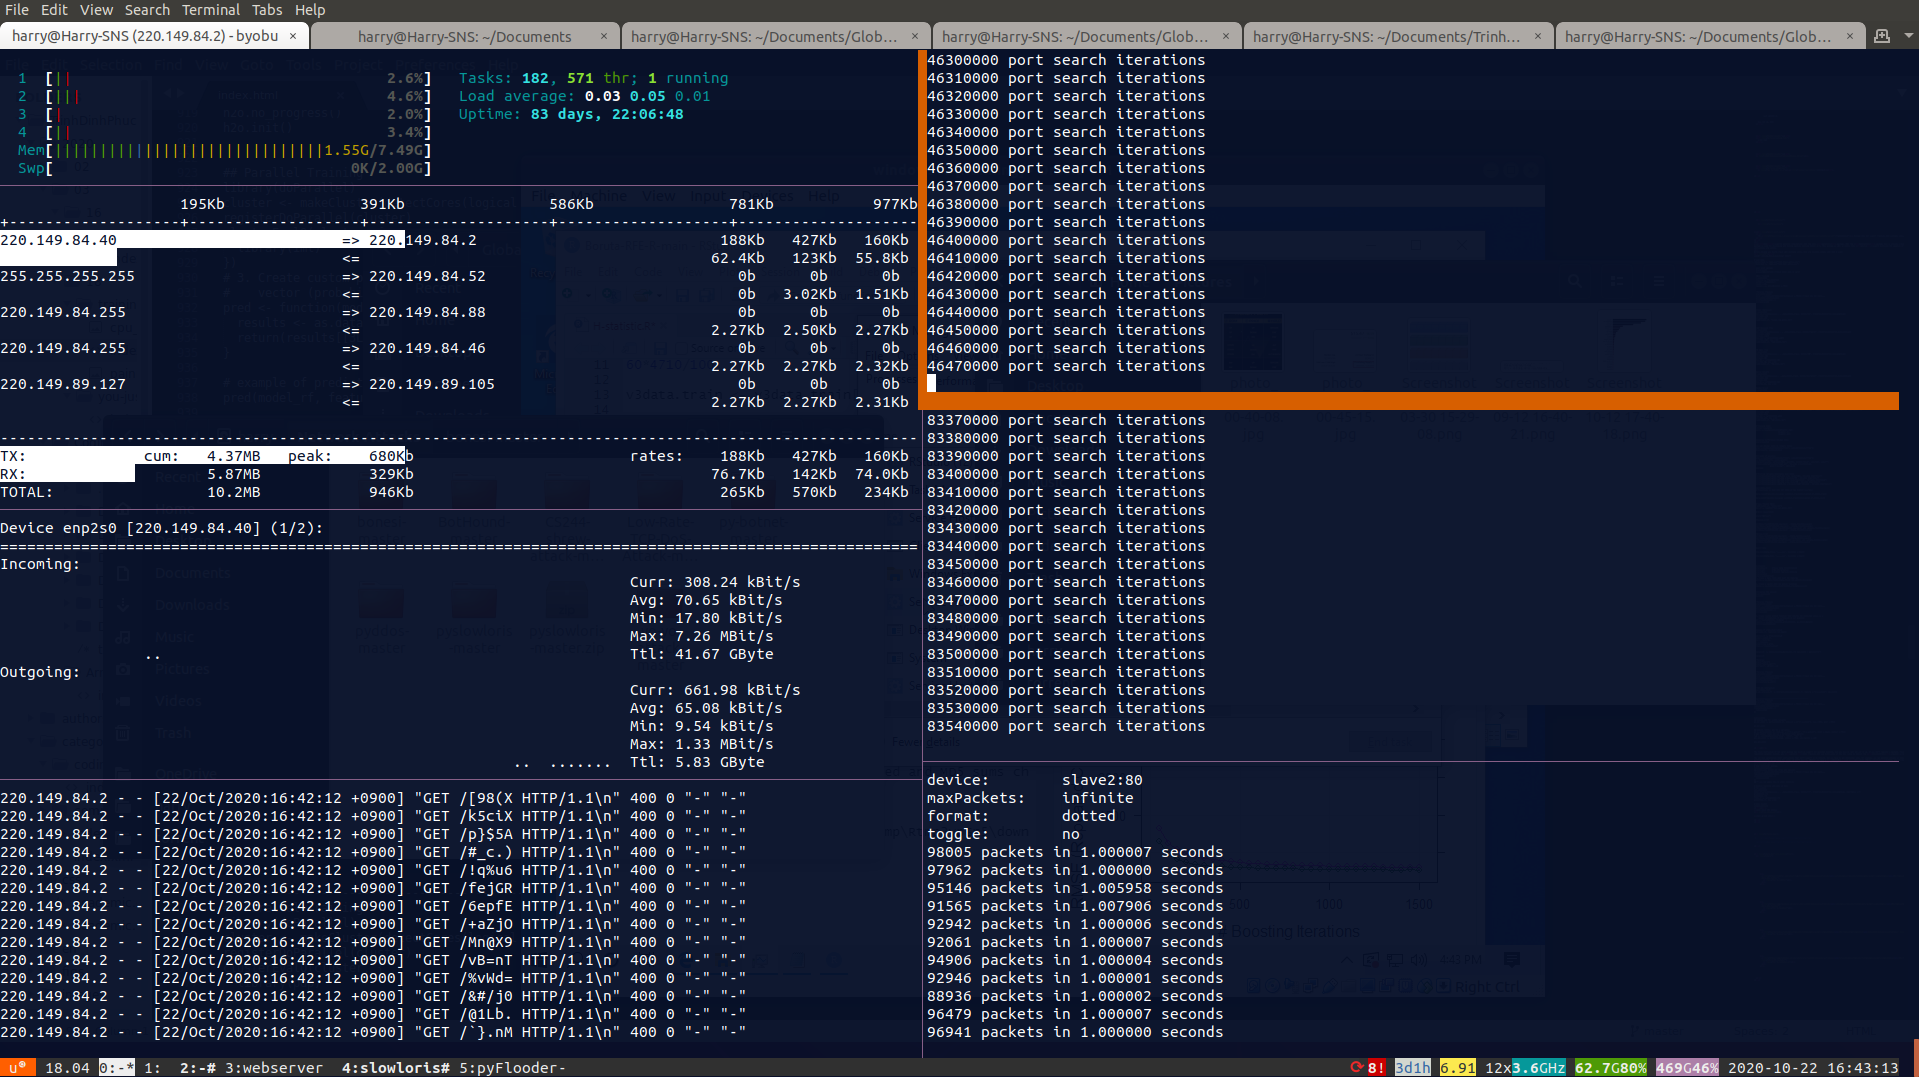 File Edit View Search Terminal Tabs Help
harry@Harry-SNS (220.149.84.2) - byobu ×
harry@Harry-SNS: ~/Documents ×
harry@Harry-SNS: ~/Documents/Glob... ×
harry@Harry-SNS: ~/Documents/Glob... ×
harry@Harry-SNS: ~/Documents/Trinh... ×
harry@Harry-SNS: ~/Documents/Glob... ×
1 [|| 2.6%] Tasks: 182, 571 thr; 1 running
2 [||| 4.6%] Load average: 0.03 0.05 0.01
3 [| 2.0%] Uptime: 83 days, 22:06:48
4 [|| 3.4%]
Mem[||||||||||||||||||||||||||||||1.55G/7.49G]
Swp[ 0K/2.00G]
195Kb 391Kb 586Kb 781Kb 977Kb
220.149.84.40 => 220.149.84.2 188Kb 427Kb 160Kb
<= 62.4Kb 123Kb 55.8Kb
255.255.255.255 => 220.149.84.52 0b 0b 0b
<= 0b 3.02Kb 1.51Kb
220.149.84.255 => 220.149.84.88 0b 0b 0b
<= 2.27Kb 2.50Kb 2.27Kb
220.149.84.255 => 220.149.84.46 0b 0b 0b
<= 2.27Kb 2.27Kb 2.32Kb
220.149.89.127 => 220.149.89.105 0b 0b 0b
<= 2.27Kb 2.27Kb 2.31Kb
TX: cum: 4.37MB peak: 680Kb rates: 188Kb 427Kb 160Kb
RX: 5.87MB 329Kb 76.7Kb 142Kb 74.0Kb
TOTAL: 10.2MB 946Kb 265Kb 570Kb 234Kb
Device enp2s0 [220.149.84.40] (1/2):
Incoming:
Curr: 308.24 kBit/s
Avg: 70.65 kBit/s
Min: 17.80 kBit/s
Max: 7.26 MBit/s
.. Ttl: 41.67 GByte
Outgoing:
Curr: 661.98 kBit/s
Avg: 65.08 kBit/s
Min: 9.54 kBit/s
Max: 1.33 MBit/s
.. ....... Ttl: 5.83 GByte
220.149.84.2 - - [22/Oct/2020:16:42:12 +0900] "GET /[98(X HTTP/1.1\n" 400 0 "-" "-"
220.149.84.2 - - [22/Oct/2020:16:42:12 +0900] "GET /k5ciX HTTP/1.1\n" 400 0 "-" "-"
220.149.84.2 - - [22/Oct/2020:16:42:12 +0900] "GET /p}$5A HTTP/1.1\n" 400 0 "-" "-"
220.149.84.2 - - [22/Oct/2020:16:42:12 +0900] "GET /#_c.) HTTP/1.1\n" 400 0 "-" "-"
220.149.84.2 - - [22/Oct/2020:16:42:12 +0900] "GET /!q%u6 HTTP/1.1\n" 400 0 "-" "-"
220.149.84.2 - - [22/Oct/2020:16:42:12 +0900] "GET /fejGR HTTP/1.1\n" 400 0 "-" "-"
220.149.84.2 - - [22/Oct/2020:16:42:12 +0900] "GET /6epfE HTTP/1.1\n" 400 0 "-" "-"
220.149.84.2 - - [22/Oct/2020:16:42:12 +0900] "GET /+aZjO HTTP/1.1\n" 400 0 "-" "-"
220.149.84.2 - - [22/Oct/2020:16:42:12 +0900] "GET /Mn@X9 HTTP/1.1\n" 400 0 "-" "-"
220.149.84.2 - - [22/Oct/2020:16:42:12 +0900] "GET /vB=nT HTTP/1.1\n" 400 0 "-" "-"
220.149.84.2 - - [22/Oct/2020:16:42:12 +0900] "GET /%vWd= HTTP/1.1\n" 400 0 "-" "-"
220.149.84.2 - - [22/Oct/2020:16:42:12 +0900] "GET /&#/j0 HTTP/1.1\n" 400 0 "-" "-"
220.149.84.2 - - [22/Oct/2020:16:42:12 +0900] "GET /@1Lb. HTTP/1.1\n" 400 0 "-" "-"
220.149.84.2 - - [22/Oct/2020:16:42:12 +0900] "GET /`}.nM HTTP/1.1\n" 400 0 "-" "-"
46300000 port search iterations
46310000 port search iterations
46320000 port search iterations
46330000 port search iterations
46340000 port search iterations
46350000 port search iterations
46360000 port search iterations
46370000 port search iterations
46380000 port search iterations
46390000 port search iterations
46400000 port search iterations
46410000 port search iterations
46420000 port search iterations
46430000 port search iterations
46440000 port search iterations
46450000 port search iterations
46460000 port search iterations
46470000 port search iterations
83370000 port search iterations
83380000 port search iterations
83390000 port search iterations
83400000 port search iterations
83410000 port search iterations
83420000 port search iterations
83430000 port search iterations
83440000 port search iterations
83450000 port search iterations
83460000 port search iterations
83470000 port search iterations
83480000 port search iterations
83490000 port search iterations
83500000 port search iterations
83510000 port search iterations
83520000 port search iterations
83530000 port search iterations
83540000 port search iterations
device: slave2:80
maxPackets: infinite
format: dotted
toggle: no
98005 packets in 1.000007 seconds
97962 packets in 1.000000 seconds
95146 packets in 1.005958 seconds
91565 packets in 1.007906 seconds
92942 packets in 1.000006 seconds
92061 packets in 1.000007 seconds
94906 packets in 1.000004 seconds
92946 packets in 1.000001 seconds
88936 packets in 1.000002 seconds
96479 packets in 1.000007 seconds
96941 packets in 1.000000 seconds
u 18.04 0:-* 1: 2:-# 3:webserver 4:slowloris# 5:pyFlooder- 8! 3d1h 6.91 12x3.6GHz 62.7G80% 469G46% 2020-10-22 16:43:13